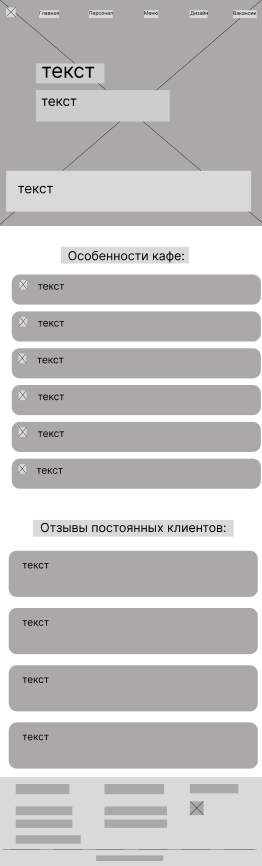 Главная Персонал Меню Дизайн Вакансии
текст
текст
текст
Особенности кафе:
текст
текст
текст
текст
текст
текст
Отзывы постоянных клиентов:
текст
текст
текст
текст